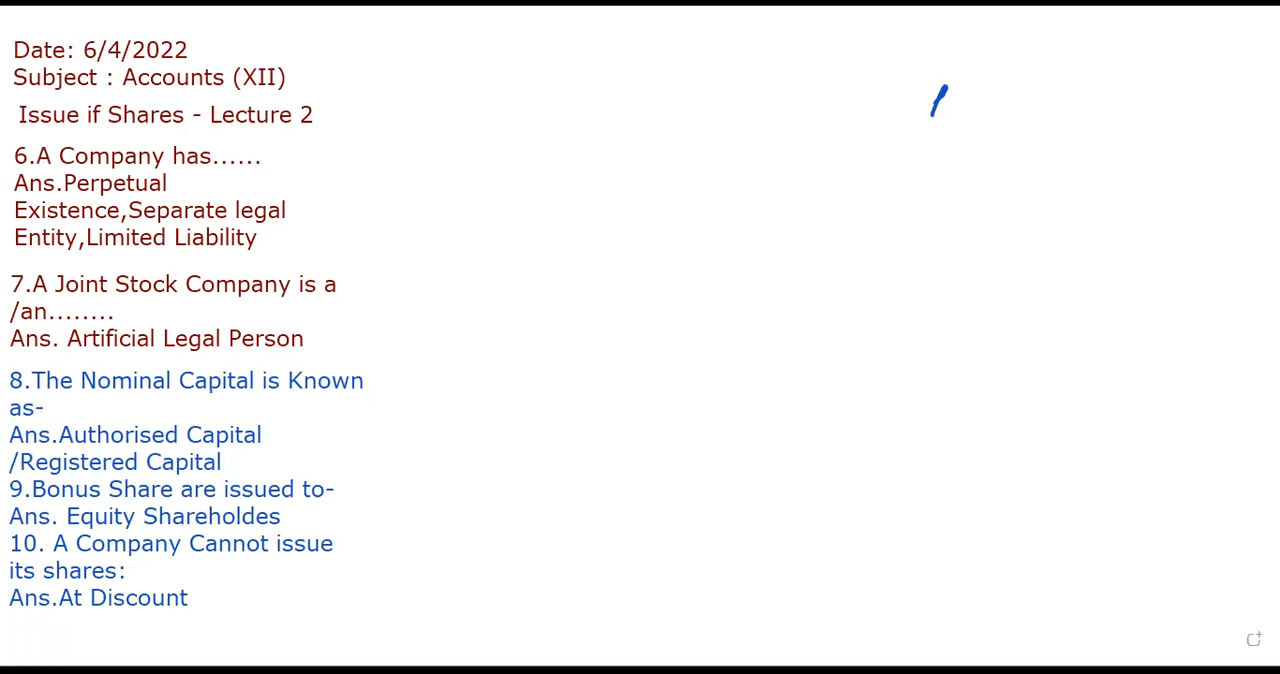 Date: 6/4/2022
Subject : Accounts (XII)
Issue if Shares - Lecture 2
6.A Company has......
Ans.Perpetual
Existence,Separate legal
Entity,Limited Liability
7.A Joint Stock Company is a
/an........
Ans. Artificial Legal Person
8.The Nominal Capital is Known
as-
Ans.Authorised Capital
/Registered Capital
9.Bonus Share are issued to-
Ans. Equity Shareholdes
10. A Company Cannot issue
its shares:
Ans.At Discount